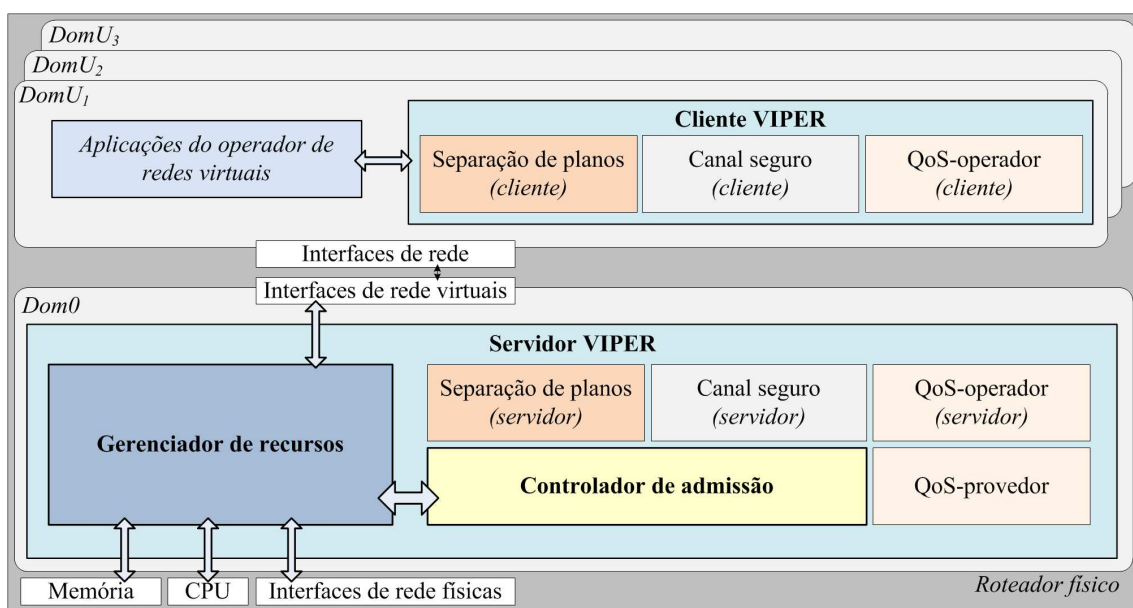 DomU3
DomU2
DomU1
Cliente VIPER
Aplicações do operador de
redes virtuais
Separação de planos
(cliente)
Canal seguro
(cliente)
QoS-operador
(cliente)
Interfaces de rede
Interfaces de rede virtuais
Dom0
Servidor VIPER
Gerenciador de recursos
Separação de planos
(servidor)
Canal seguro
(servidor)
QoS-operador
(servidor)
Controlador de admissão
QoS-provedor
Memória
CPU
Interfaces de rede físicas
Roteador físico